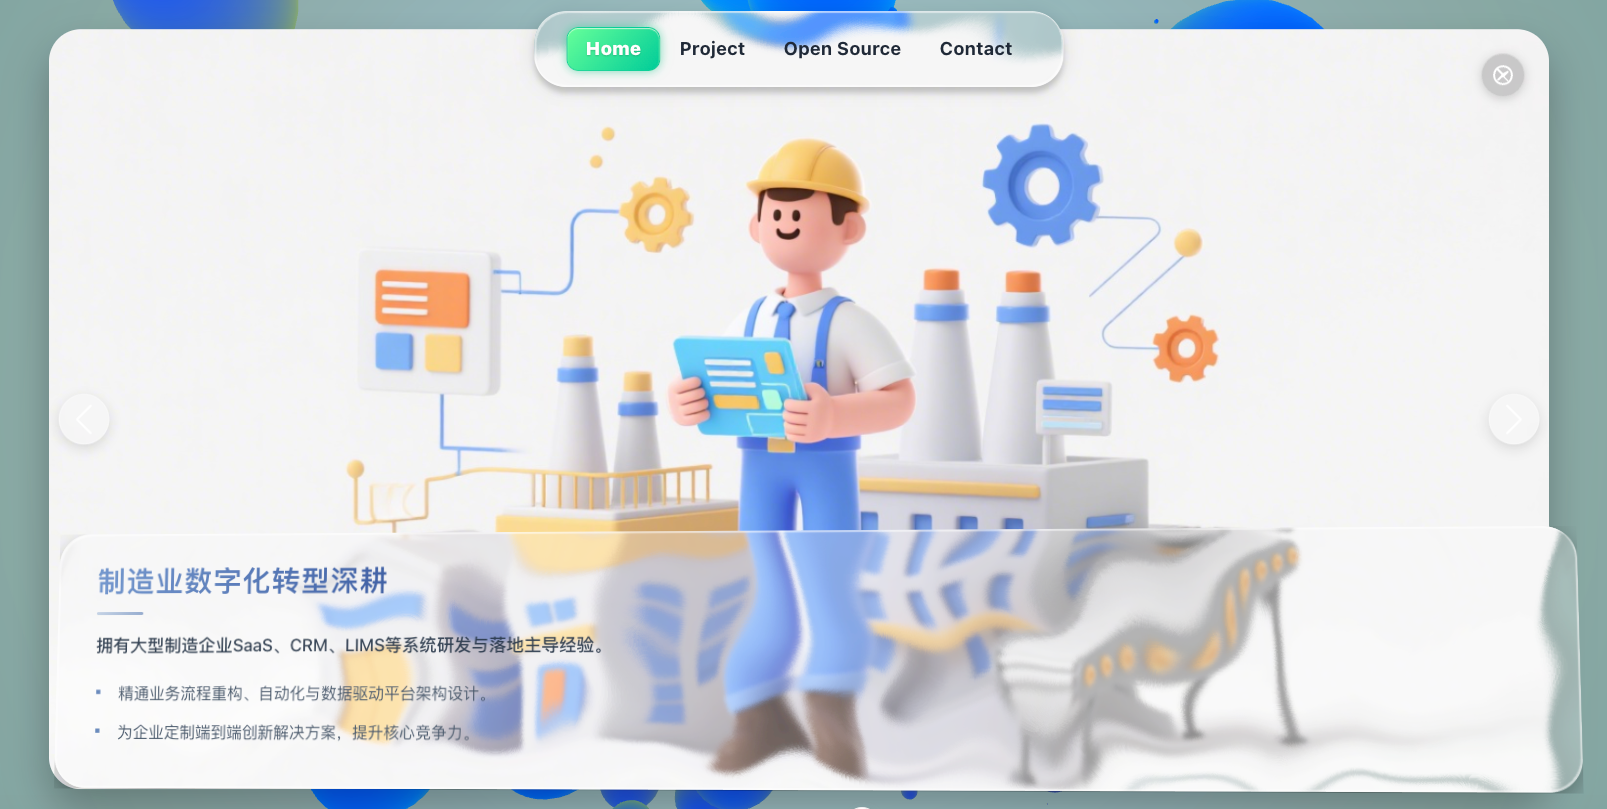 Home Project Open Source Contact
制造业数字化转型深耕
拥有大型制造企业SaaS、CRM、LIMS等系统研发与落地主导经验。
精通业务流程重构、自动化与数据驱动平台架构设计。
为企业定制端到端创新解决方案，提升核心竞争力。